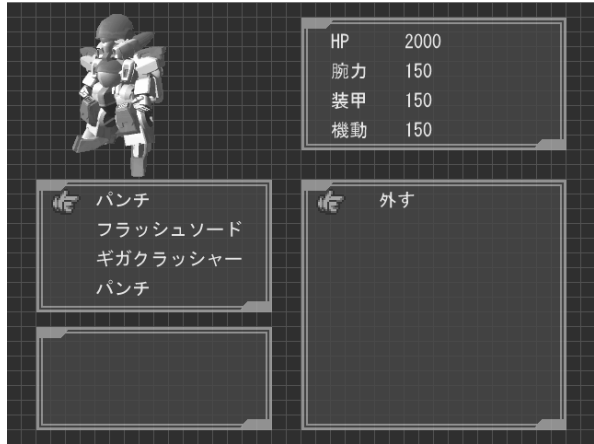 HP 2000
腕力 150
装甲 150
機動 150
パンチ
フラッシュソード
ギガクラッシャー
パンチ
外す